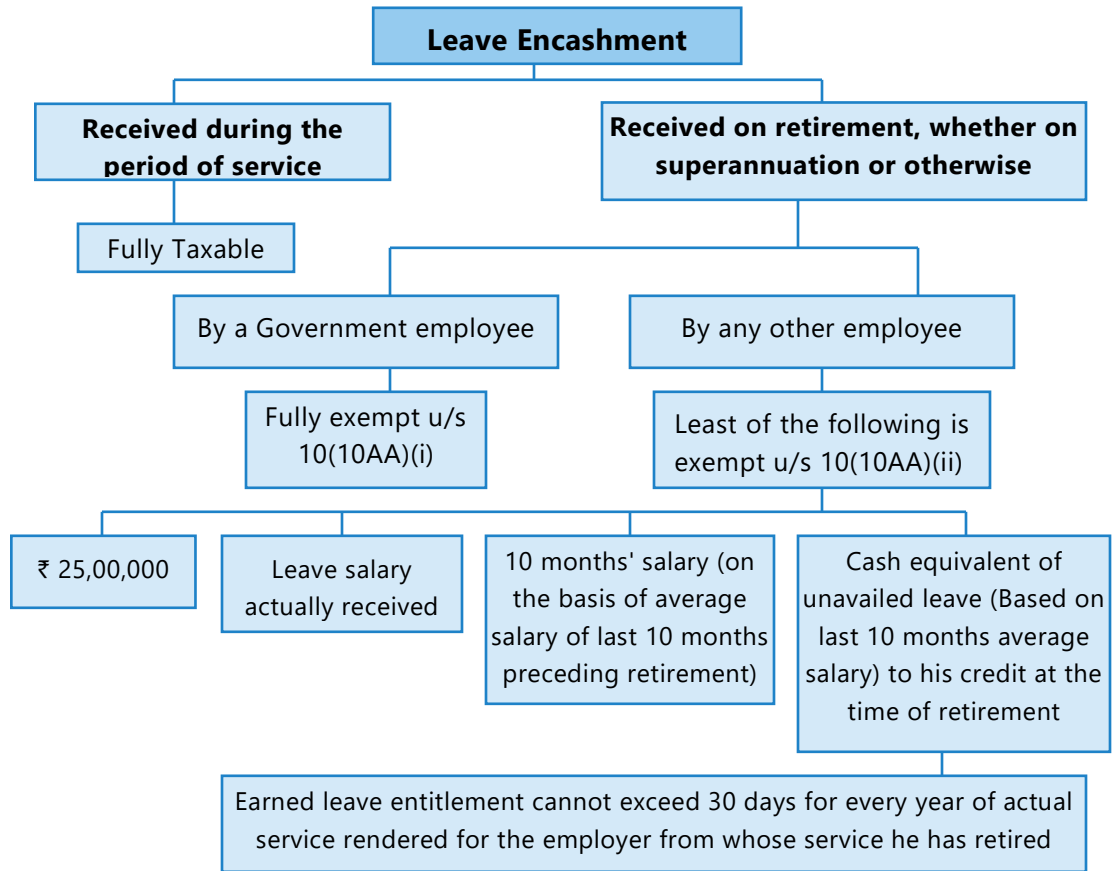 Leave Encashment
Received during the
period of service
Received on retirement, whether on
superannuation or otherwise
Fully Taxable
By a Government employee
By any other employee
Fully exempt u/s
10(10AA)(i)
Least of the following is
exempt u/s 10(10AA)(ii)
₹ 25,00,000
Leave salary
actually received
10 months' salary (on
the basis of average
salary of last 10 months
preceding retirement)
Cash equivalent of
unavailed leave (Based on
last 10 months average
salary) to his credit at the
time of retirement
Earned leave entitlement cannot exceed 30 days for every year of actual
service rendered for the employer from whose service he has retired